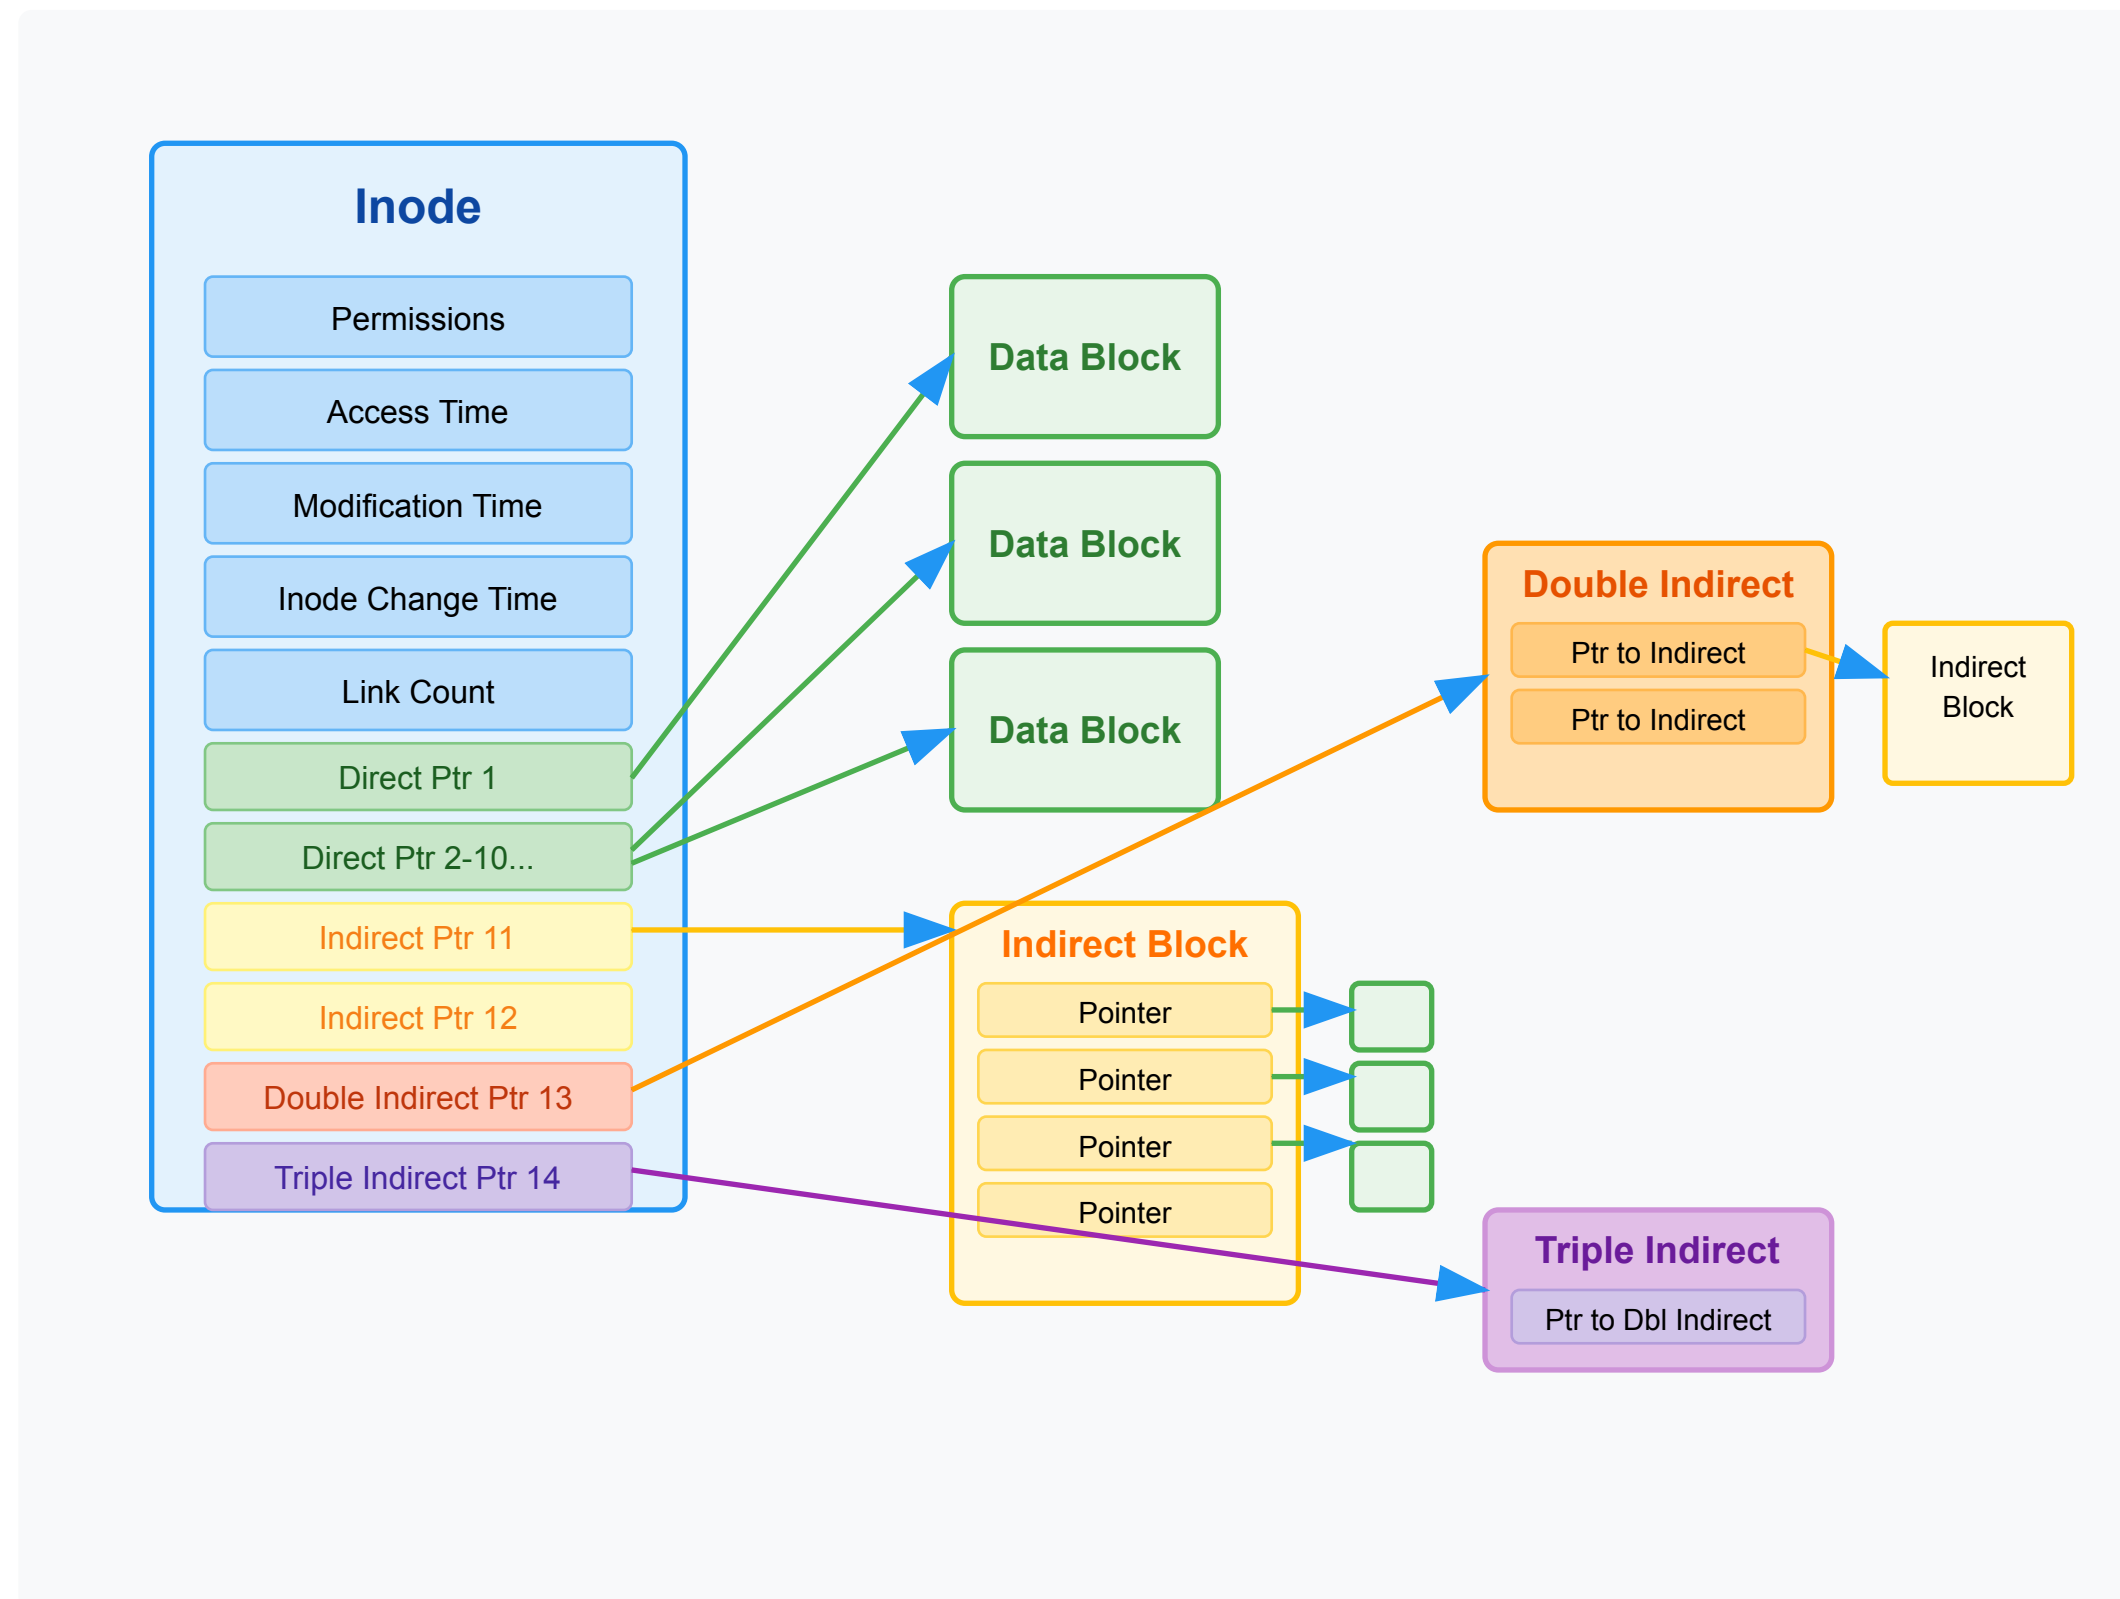 Inode
Permissions
Access Time
Modification Time
Inode Change Time
Link Count
Direct Ptr 1
Direct Ptr 2-10...
Indirect Ptr 11
Indirect Ptr 12
Double Indirect Ptr 13
Triple Indirect Ptr 14
Data Block
Data Block
Data Block
Indirect Block
Pointer
Pointer
Pointer
Pointer
Double Indirect
Ptr to Indirect
Ptr to Indirect
Indirect
Block
Triple Indirect
Ptr to Dbl Indirect